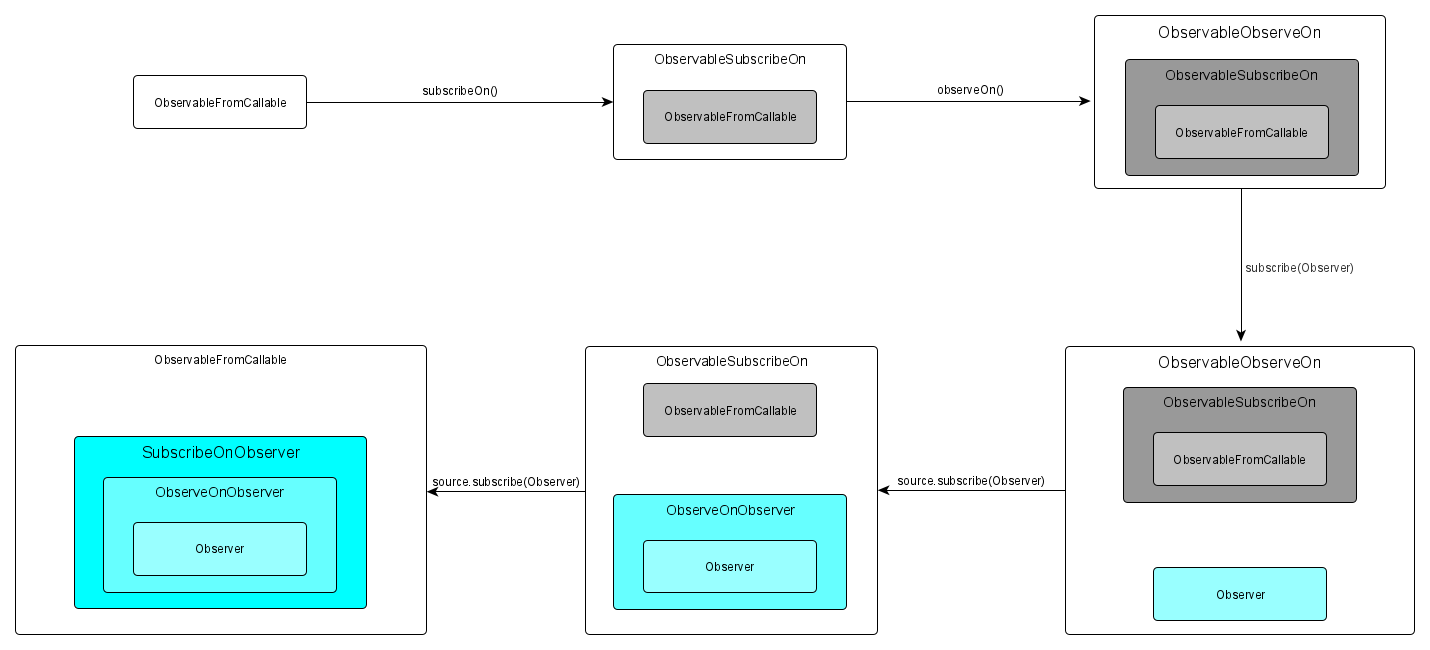 ObservableFromCallable
subscribeOn()
ObservableSubscribeOn
ObservableFromCallable
observeOn()
ObservableObserveOn
ObservableSubscribeOn
ObservableFromCallable
subscribe(Observer)
ObservableObserveOn
ObservableSubscribeOn
ObservableFromCallable
Observer
source.subscribe(Observer)
ObservableSubscribeOn
ObservableFromCallable
ObserveOnObserver
Observer
source.subscribe(Observer)
ObservableFromCallable
SubscribeOnObserver
ObserveOnObserver
Observer